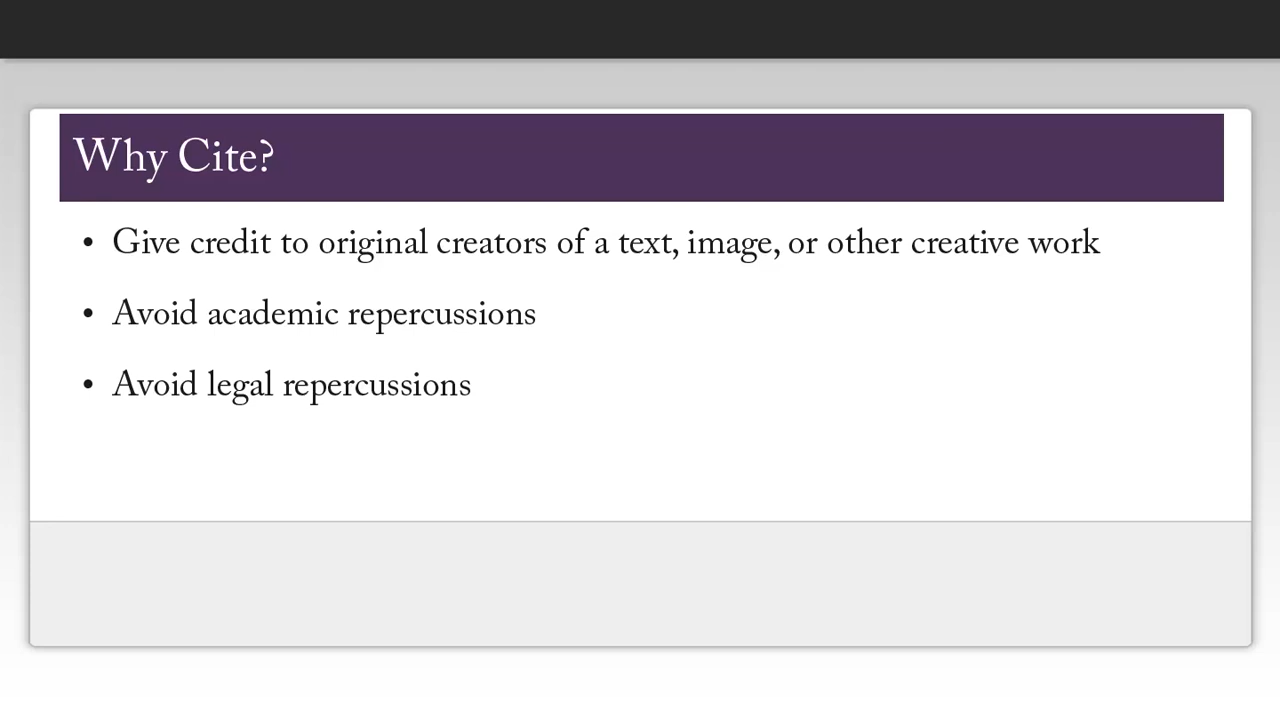 Why Cite?
• Give credit to original creators of a text, image, or other creative work
• Avoid academic repercussions
• Avoid legal repercussions